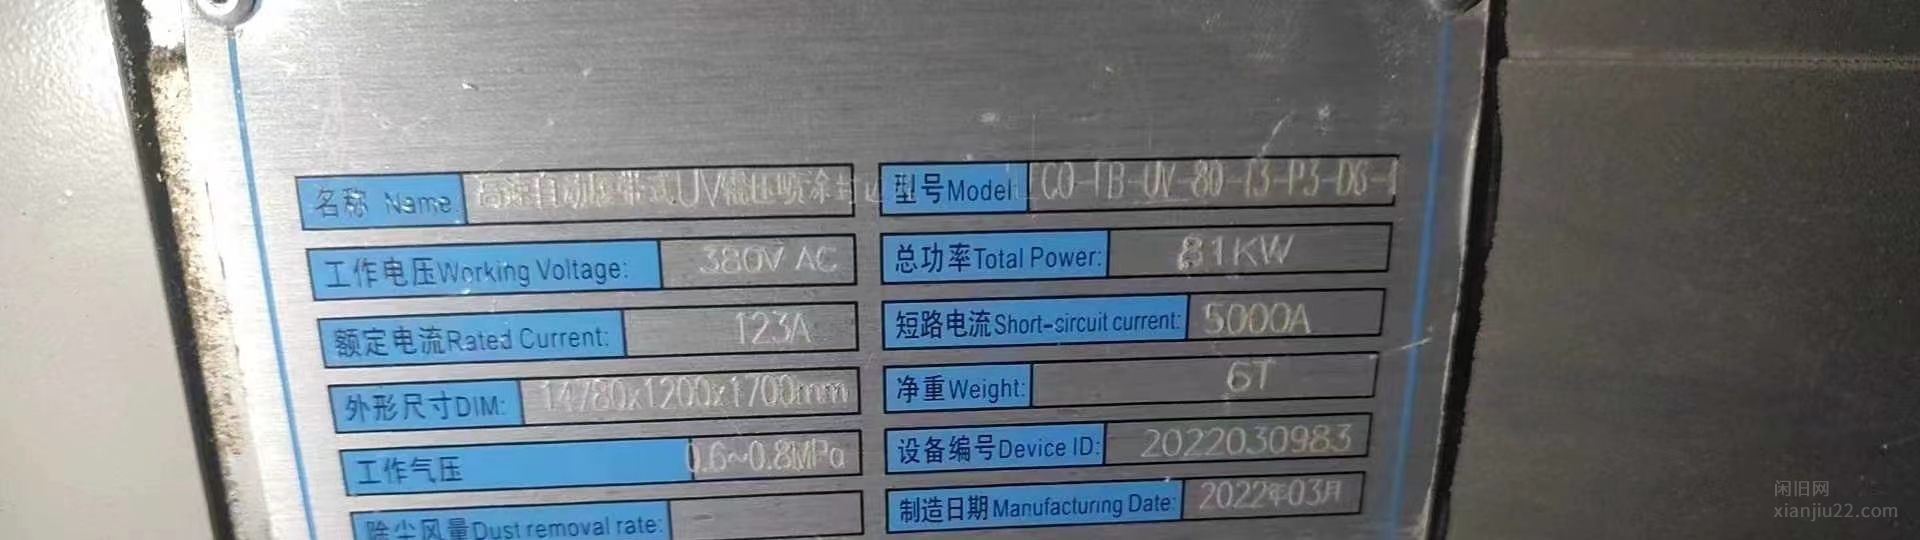 名称 Name: 高速自动履带式UV辊压喷涂
型号Model CO-TB-UV-80-13-P3-D6-
工作电压Working Voltage: 380V AC
总功率Total Power: 81KW
额定电流Rated Current: 123A
短路电流Short-sircuit current: 5000A
外形尺寸DIM: 14780x1200x1700mm
净重Weight: 6T
工作气压 0.6~0.8MPa
设备编号Device ID: 2022030983
除尘风量Dust removal rate:
制造日期Manufacturing Date: 2022年03月
闲旧网
xianjiu22.com